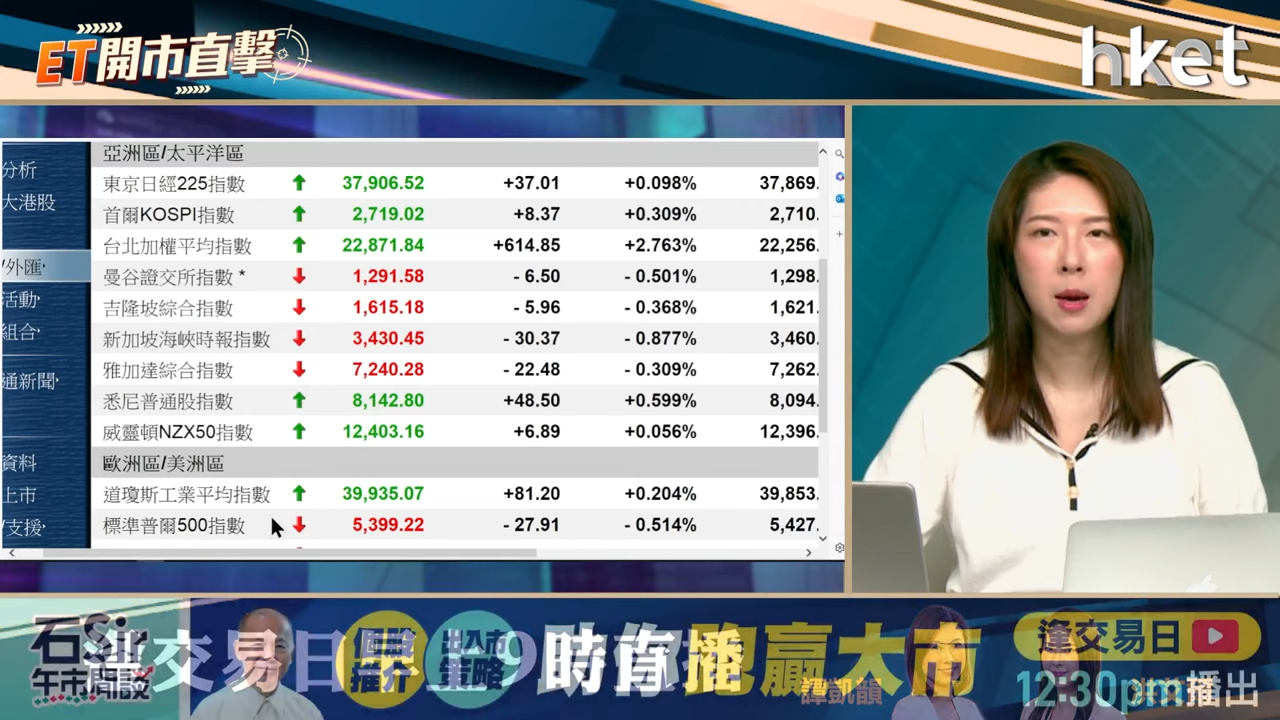 ET開市直擊
hket
亞洲區/太平洋區
東京日經225指數 37,906.52 +37.01 +0.098% 37,869.
首爾KOSPI指數 2,719.02 +8.37 +0.309% 2,710.
台北加權平均指數 22,871.84 +614.85 +2.763% 22,256.
曼谷證交所指數 * 1,291.58 - 6.50 - 0.501% 1,298.
吉隆坡綜合指數 1,615.18 - 5.96 - 0.368% 1,621.
新加坡海峽時報指數 3,430.45 - 30.37 - 0.877% 3,460.
雅加達綜合指數 7,240.28 - 22.48 - 0.309% 7,262.
悉尼普通股指數 8,142.80 +48.50 +0.599% 8,094.
威靈頓NZX50指數 12,403.16 +6.89 +0.056% 12,396.
歐洲區/美洲區
道瓊斯工業平均指數 39,935.07 +81.20 +0.204% 39,853.
標準普爾500指數 5,399.22 - 27.91 - 0.514% 5,427.
分析
大港股
/外匯
活動
組合
通新聞
資料
上市
/支援
石Sir
午市閒談
出入市
策略
推介
贏大市
譚凱韻
逢交易日
12:30pm播出